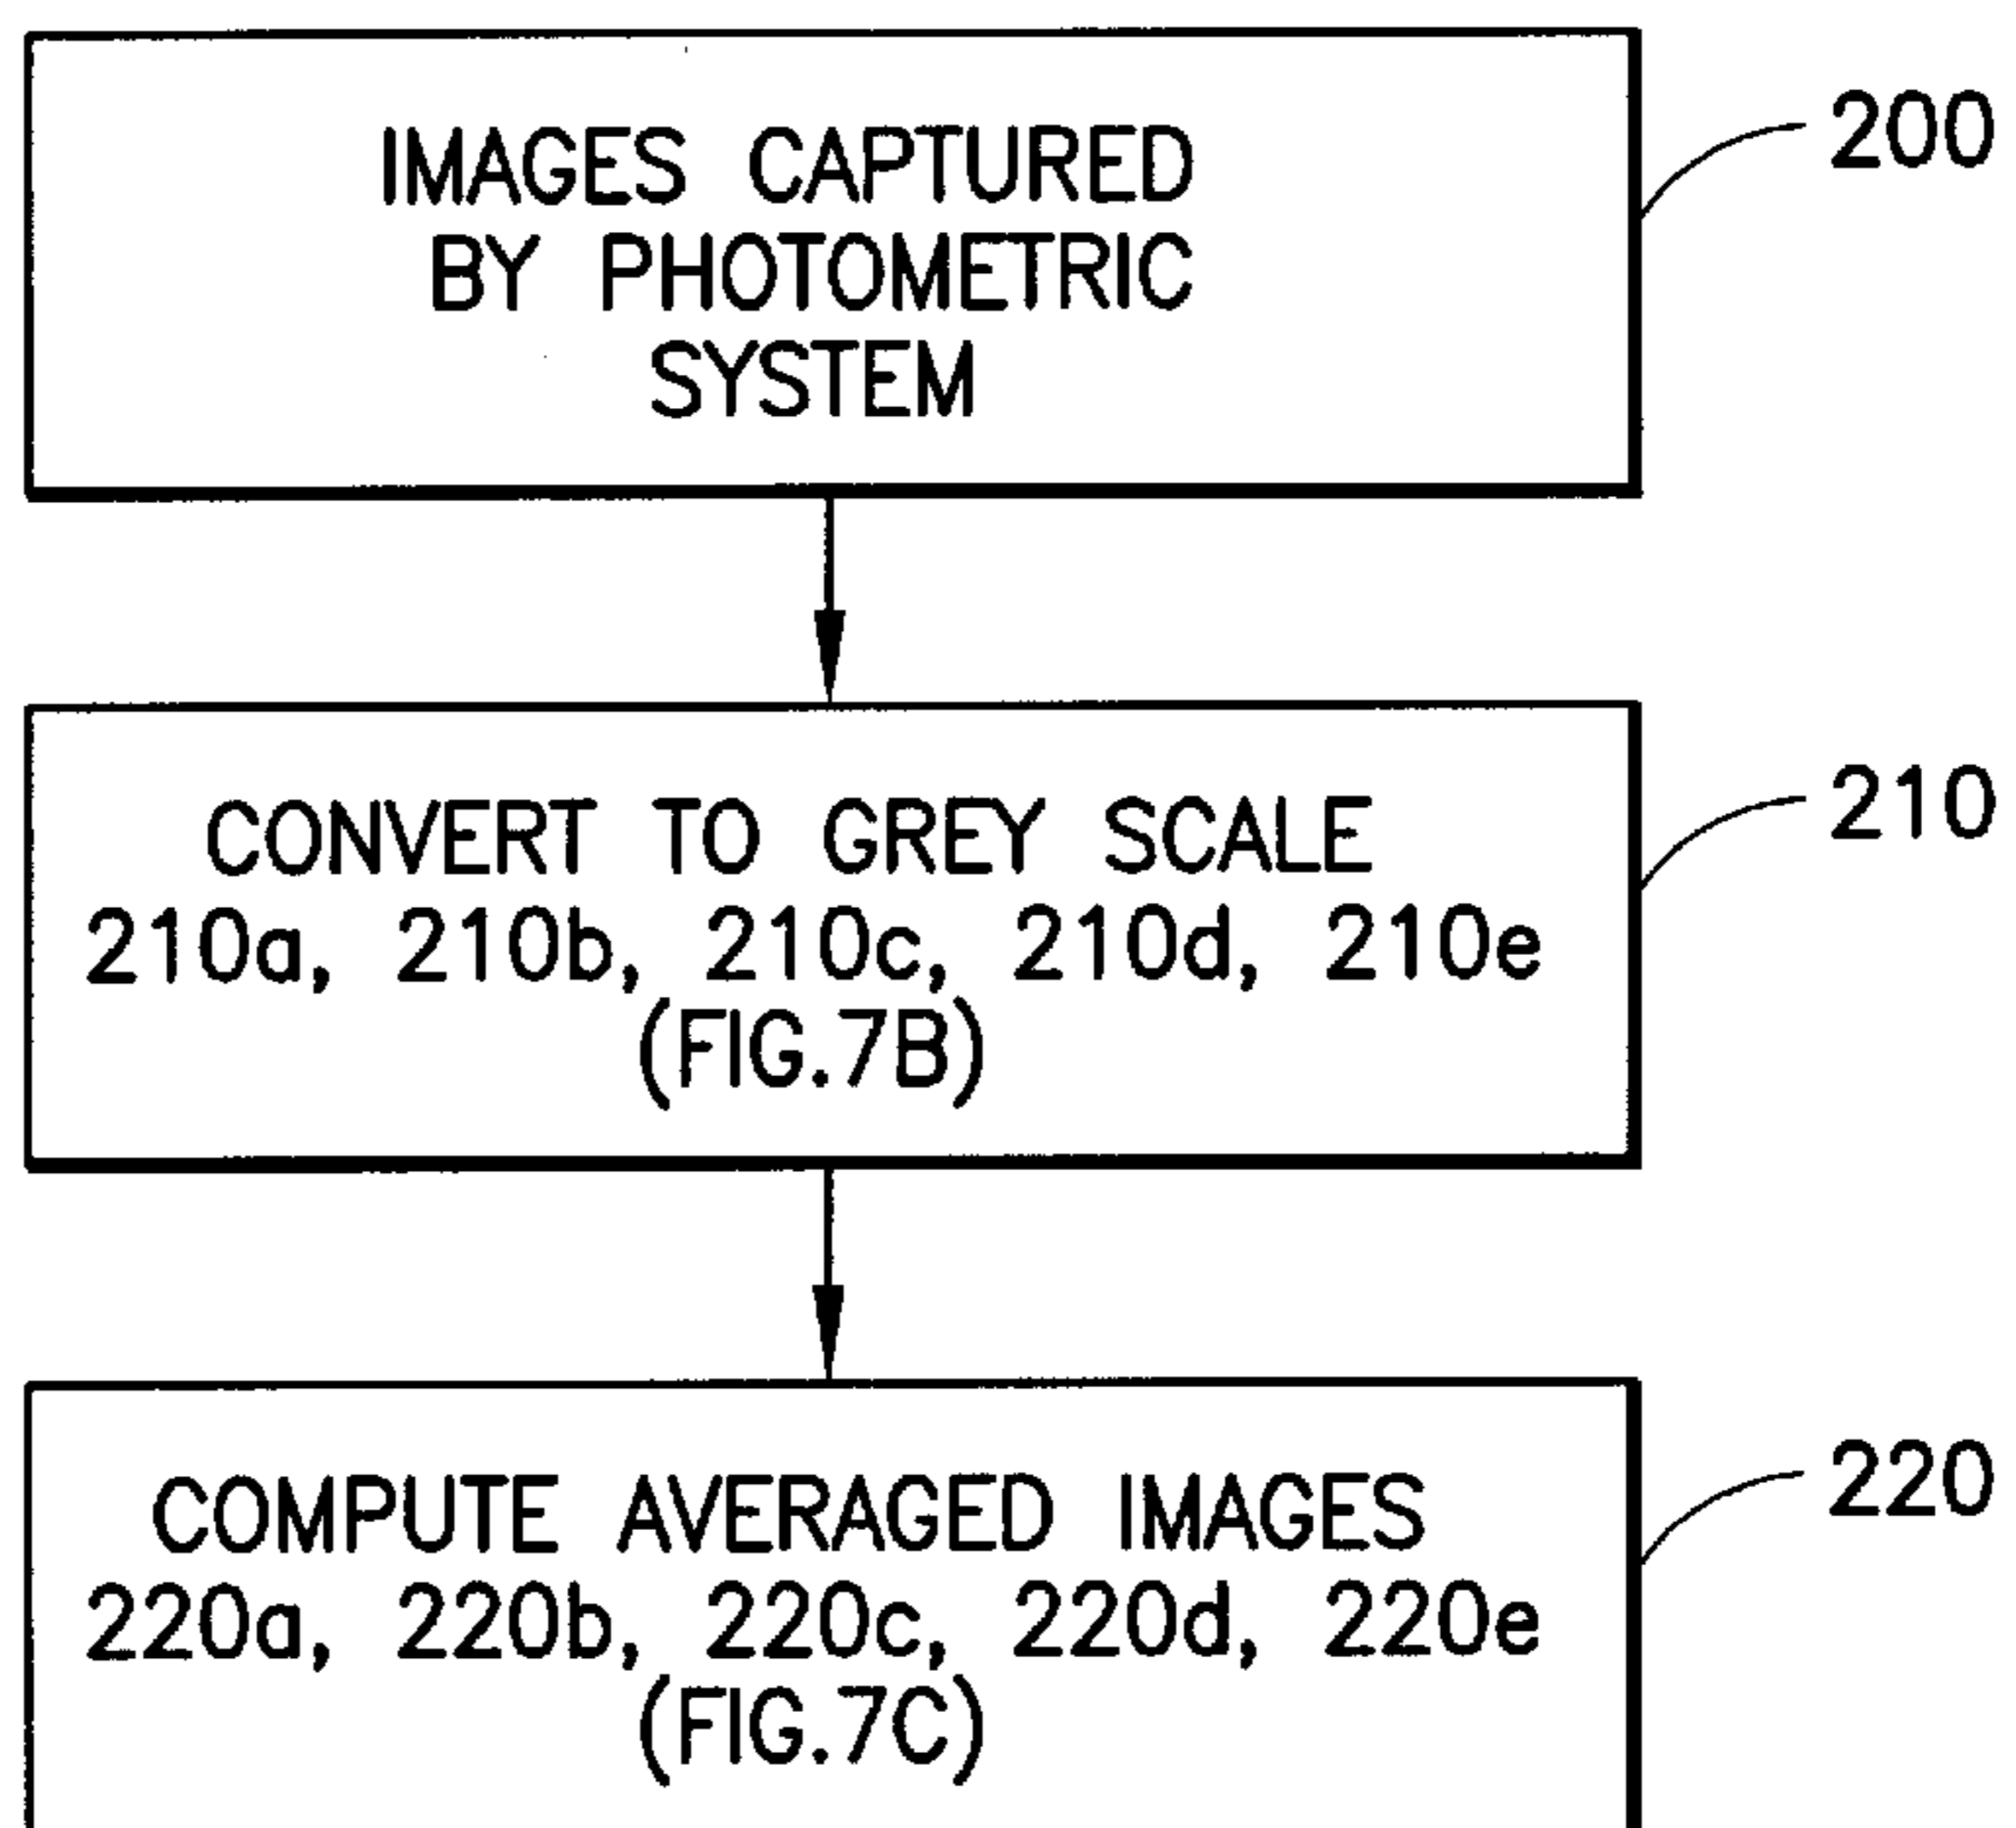 IMAGES CAPTURED
BY PHOTOMETRIC
SYSTEM
200
CONVERT TO GREY SCALE
210a, 210b, 210c, 210d, 210e
(FIG.7B)
210
COMPUTE AVERAGED IMAGES
220a, 220b, 220c, 220d, 220e
(FIG.7C)
220